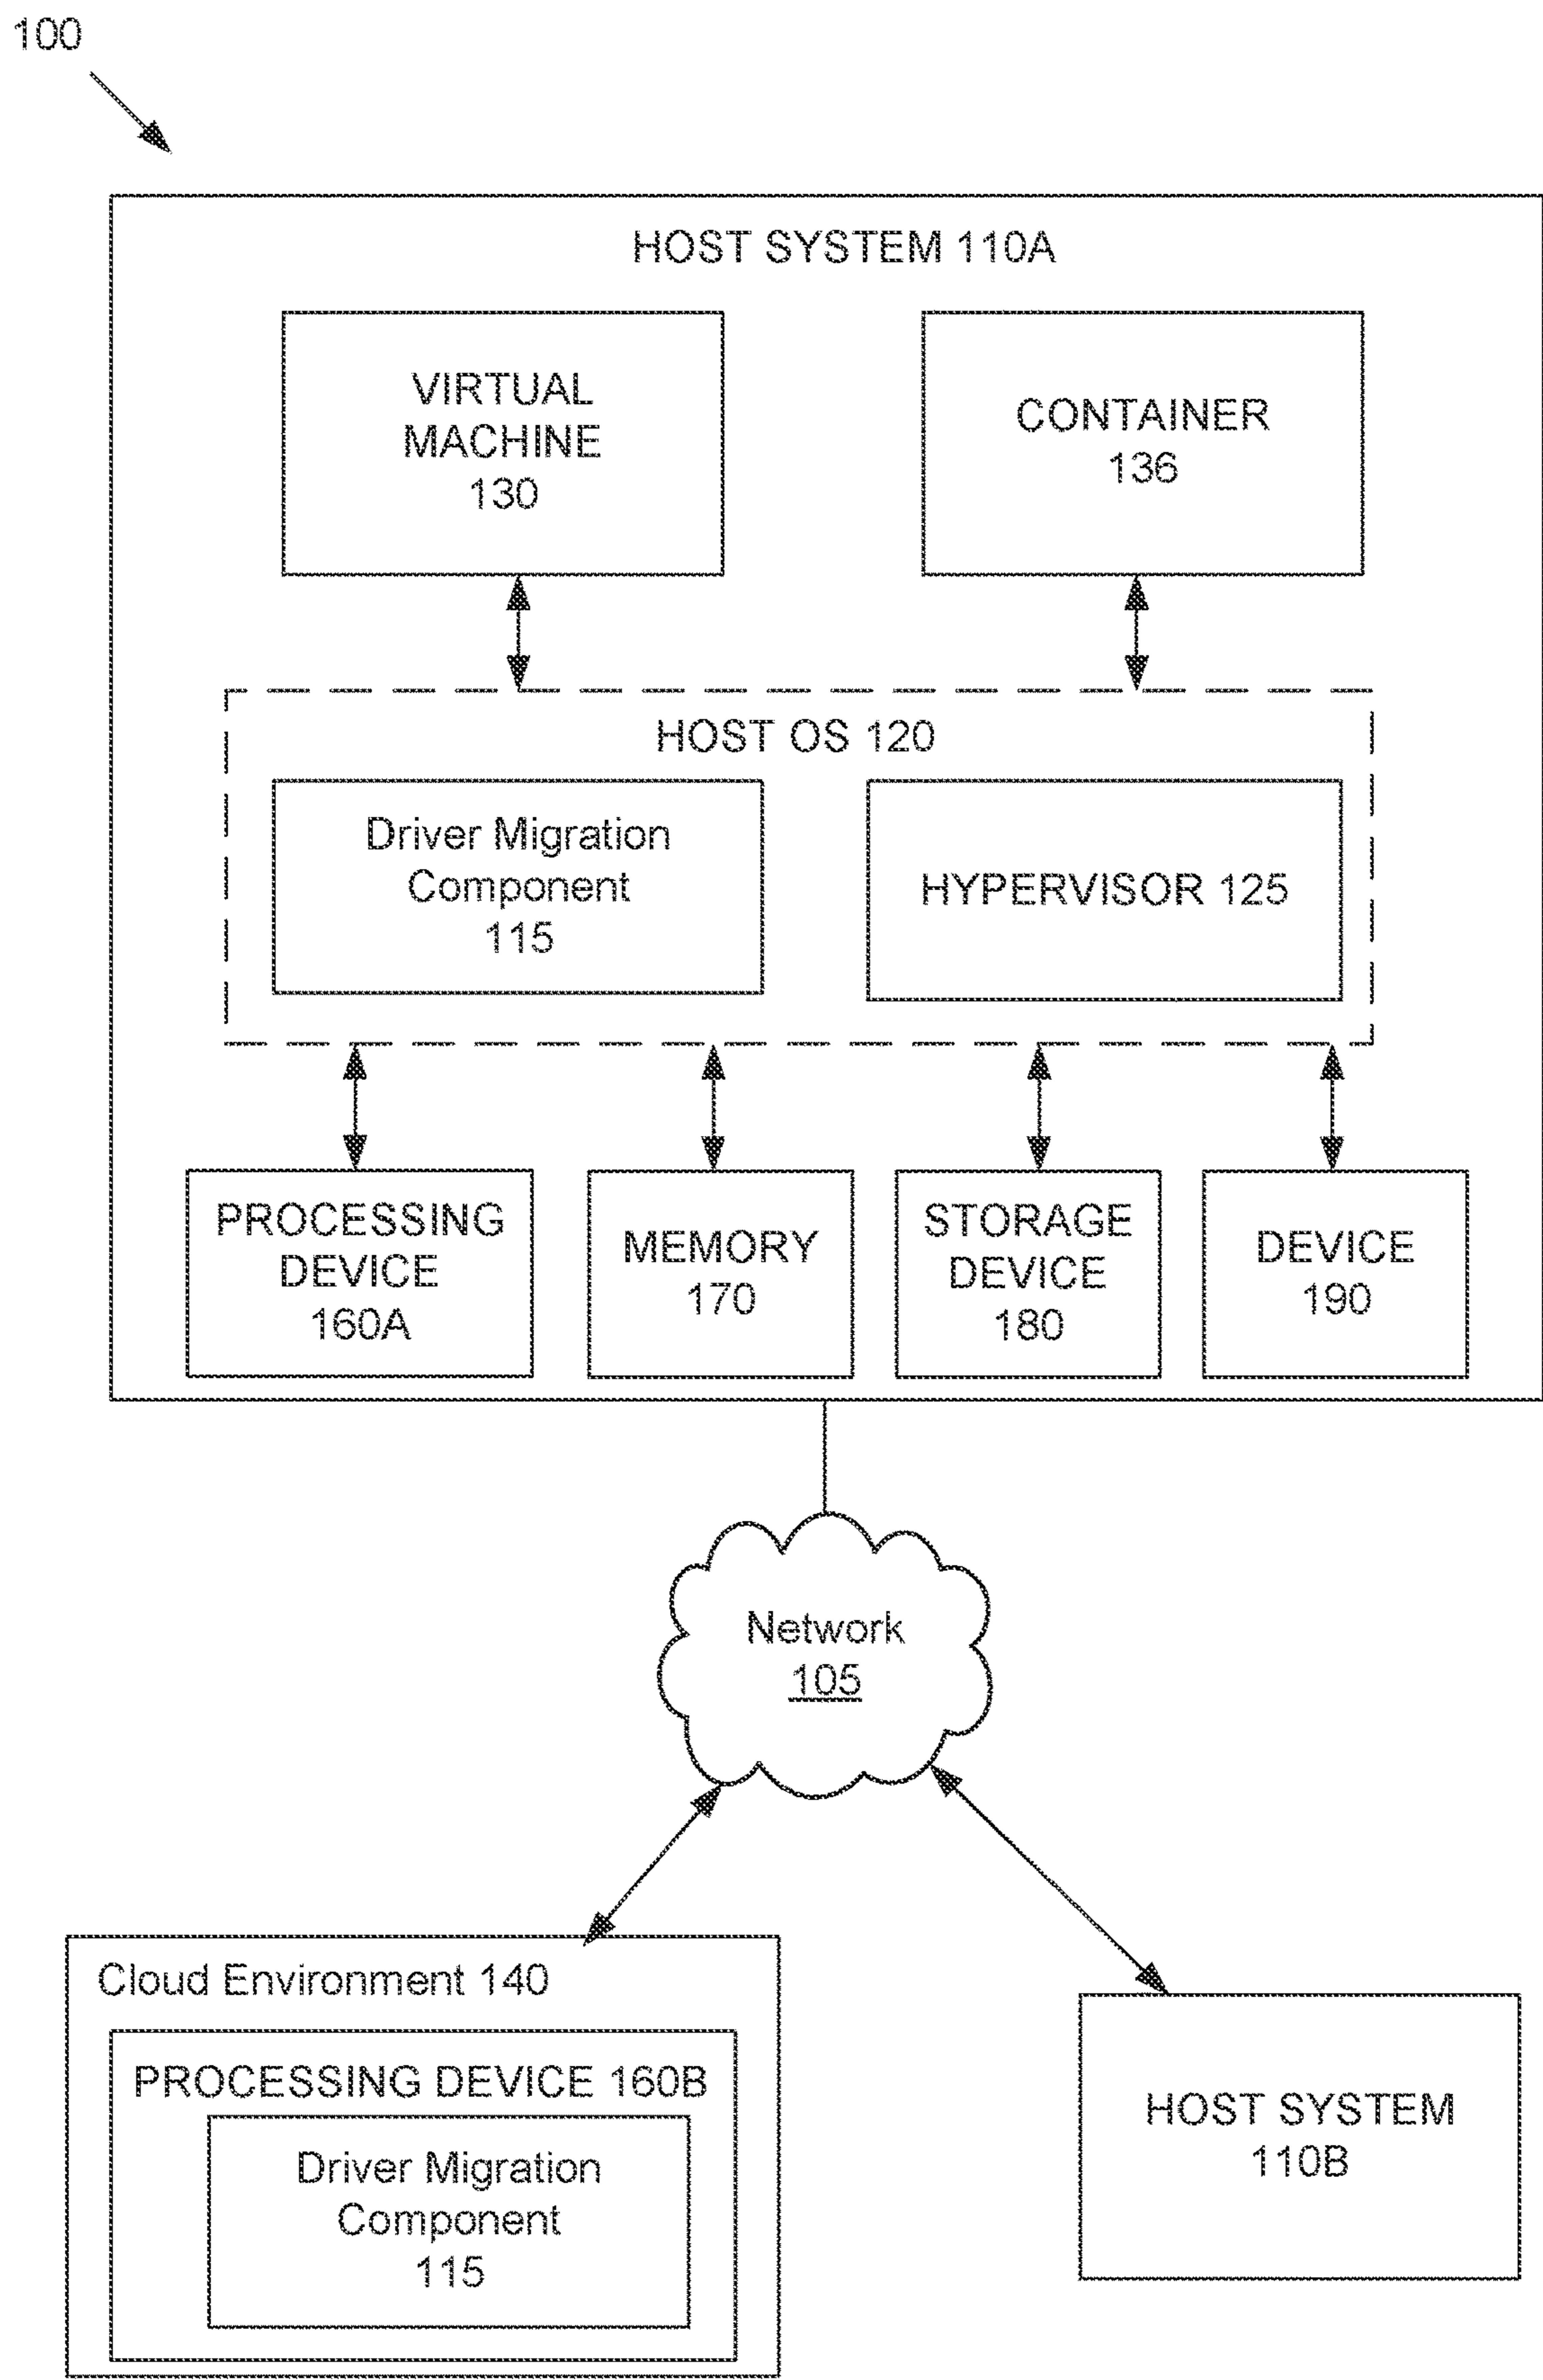 100
HOST SYSTEM 110A
VIRTUAL
MACHINE
130
CONTAINER
136
HOST OS 120
Driver Migration
Component
115
HYPERVISOR 125
PROCESSING
DEVICE
160A
MEMORY
170
STORAGE
DEVICE
180
DEVICE
190
Network
105
Cloud Environment 140
PROCESSING DEVICE 160B
Driver Migration
Component
115
HOST SYSTEM
110B